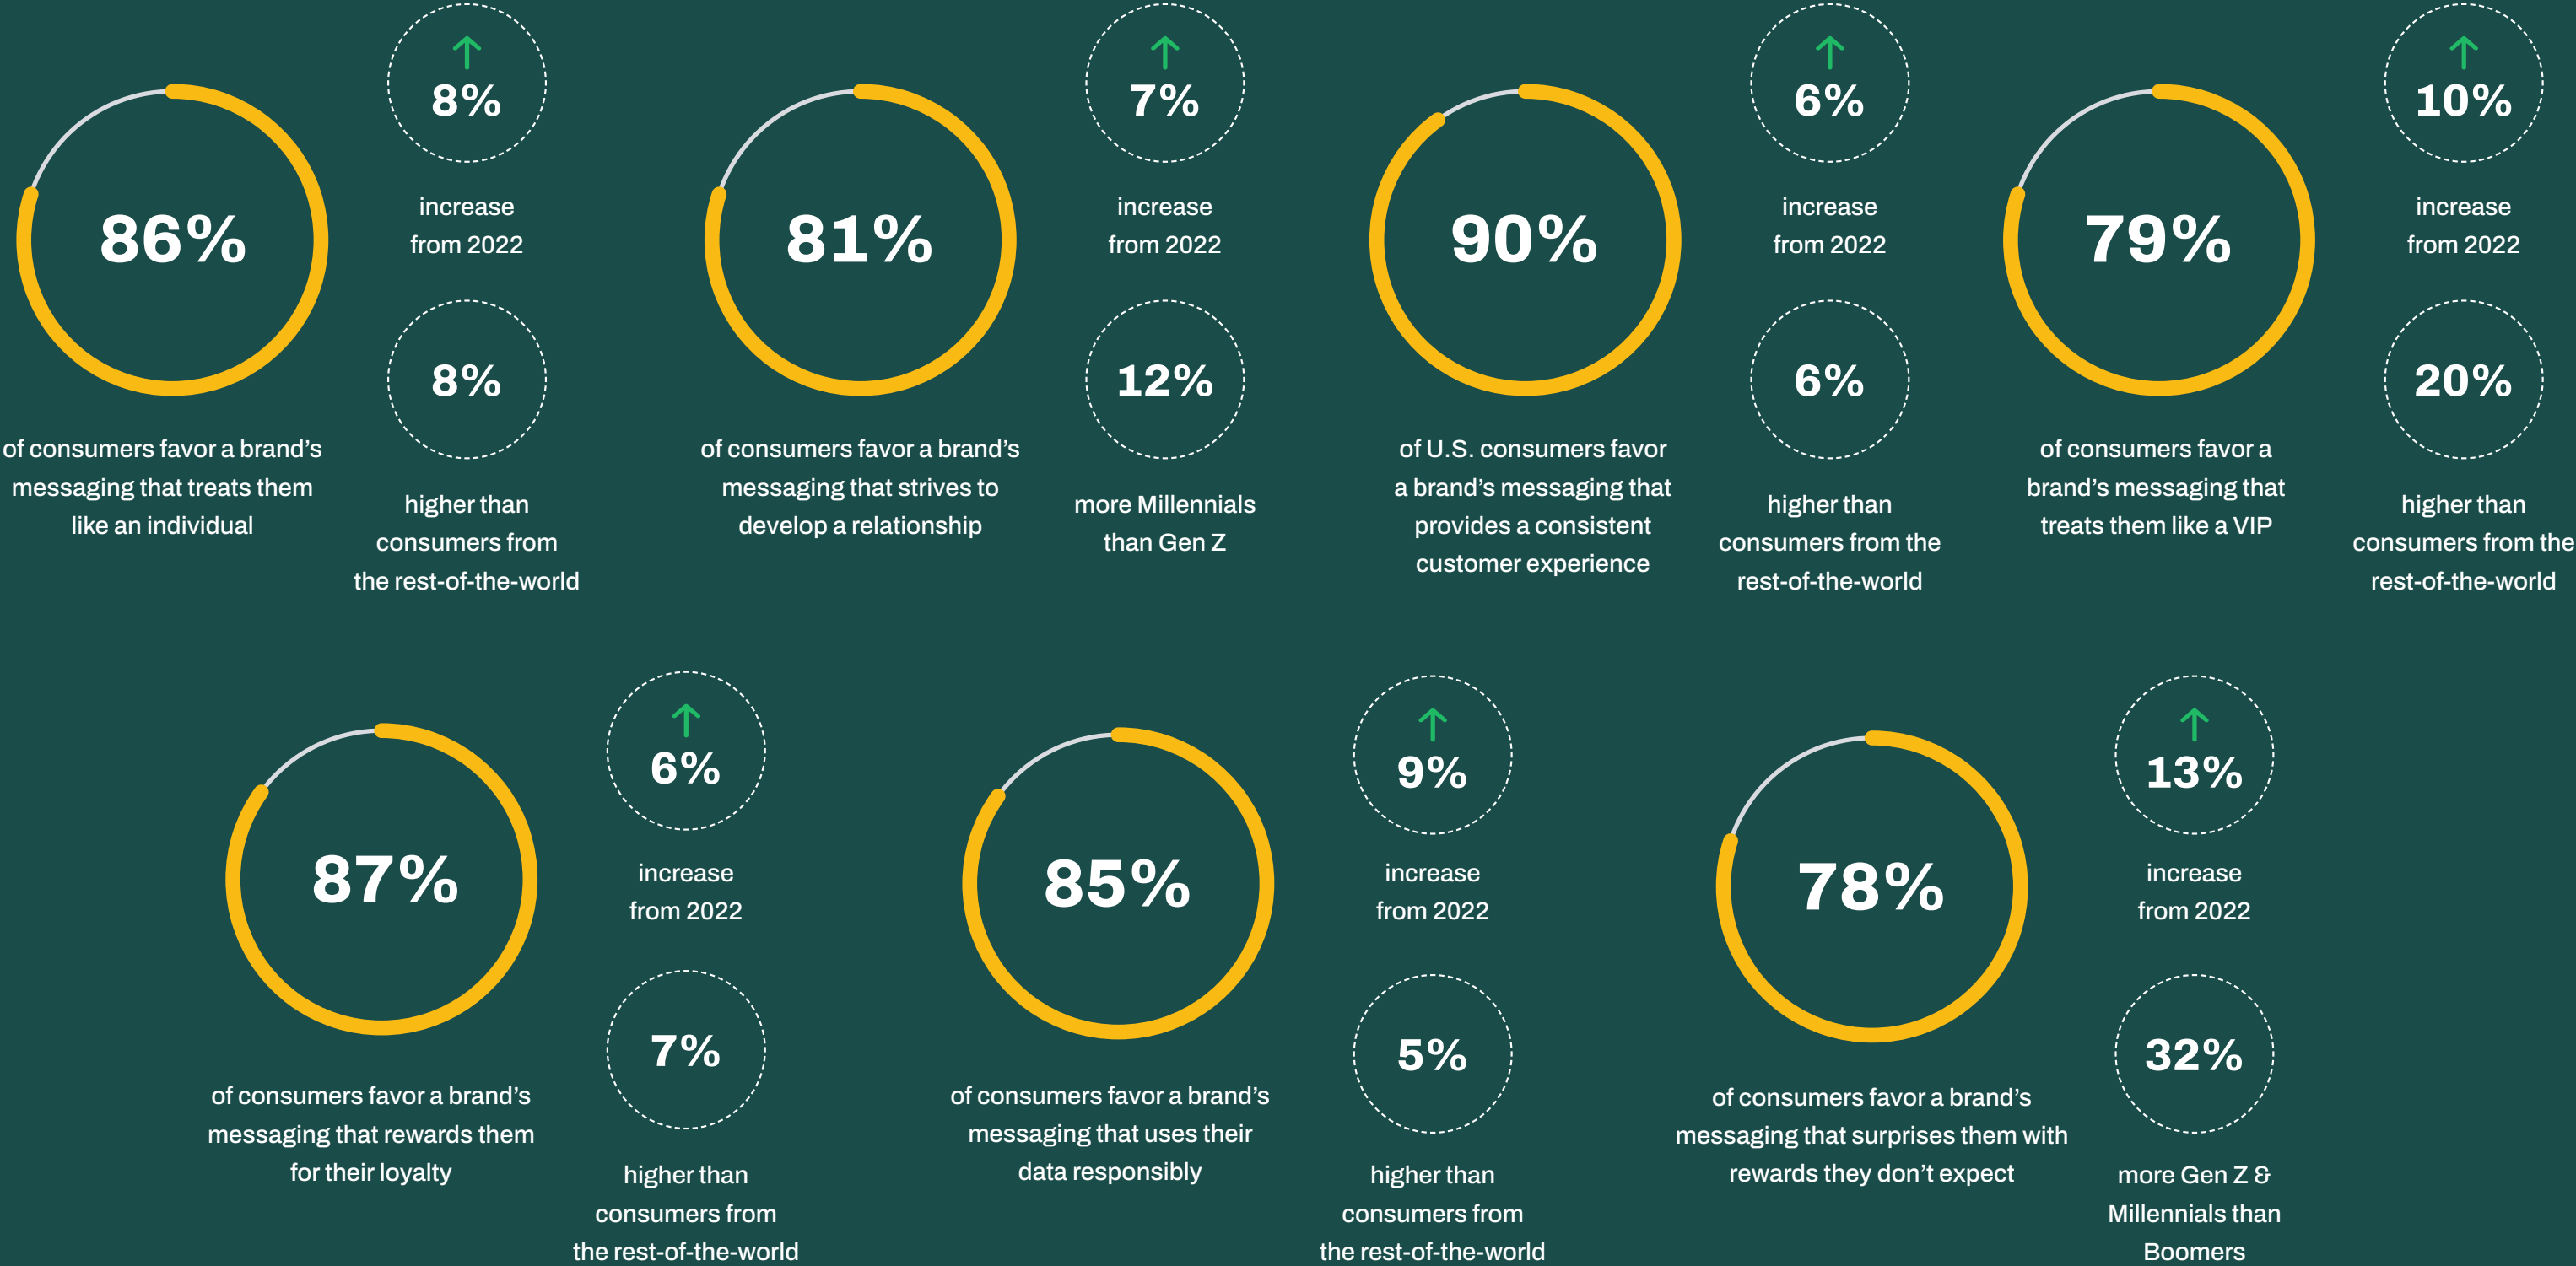 86%
of consumers favor a brand’s
messaging that treats them
like an individual
8%
increase
from 2022
8%
higher than
consumers from
the rest-of-the-world
81%
of consumers favor a brand’s
messaging that strives to
develop a relationship
7%
increase
from 2022
12%
more Millennials
than Gen Z
90%
of U.S. consumers favor
a brand’s messaging that
provides a consistent
customer experience
6%
increase
from 2022
6%
higher than
consumers from the
rest-of-the-world
79%
of consumers favor a
brand’s messaging that
treats them like a VIP
10%
increase
from 2022
20%
higher than
consumers from the
rest-of-the-world
87%
of consumers favor a brand’s
messaging that rewards them
for their loyalty
6%
increase
from 2022
7%
higher than
consumers from
the rest-of-the-world
85%
of consumers favor a brand’s
messaging that uses their
data responsibly
9%
increase
from 2022
5%
higher than
consumers from
the rest-of-the-world
78%
of consumers favor a brand’s
messaging that surprises them with
rewards they don’t expect
13%
increase
from 2022
32%
more Gen Z &
Millennials than
Boomers